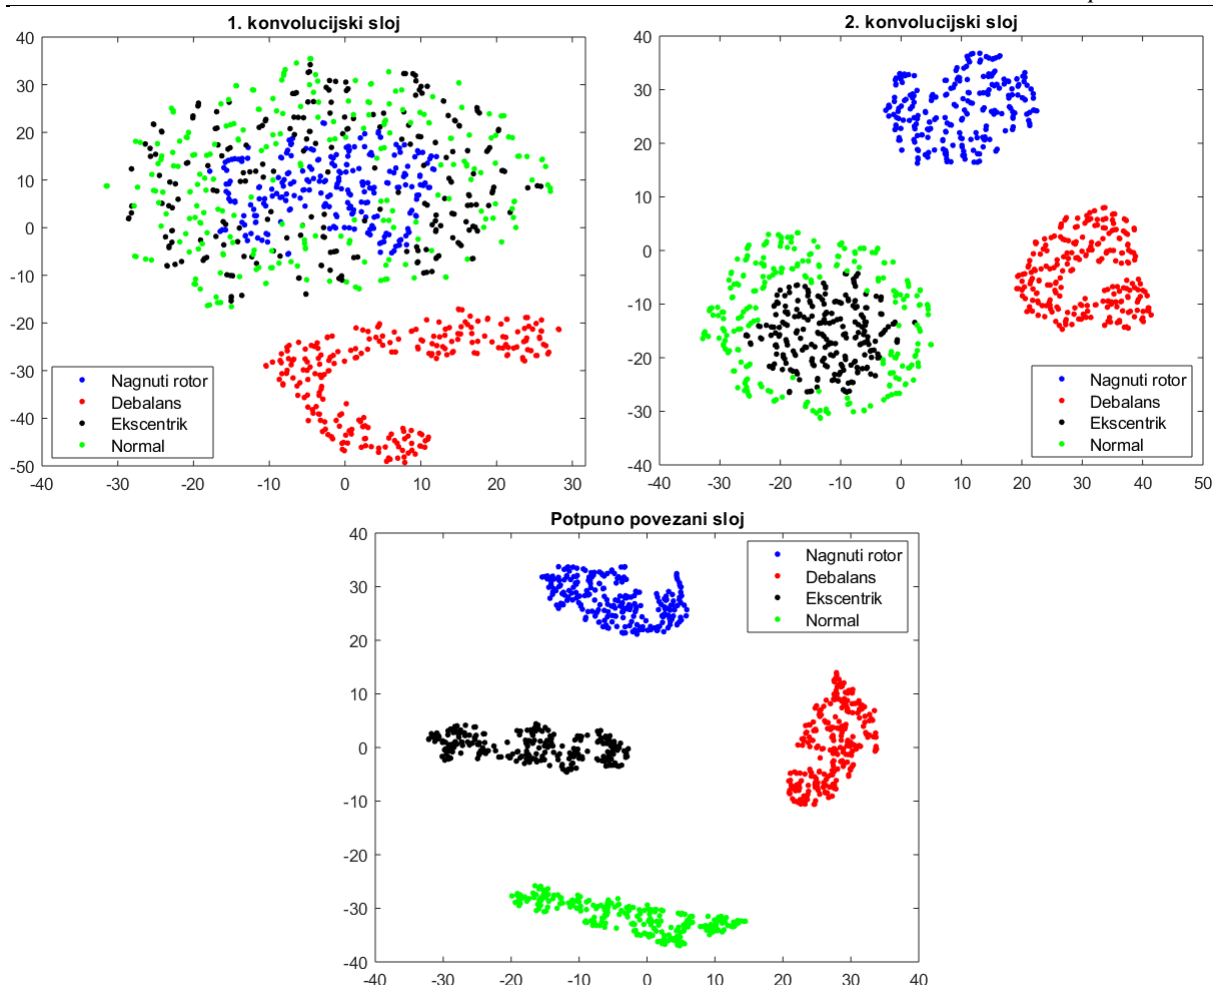 1. konvolucijski sloj
40
30
20
10
0
-10
-20
-30
-40
-50
-40 -30 -20 -10 0 10 20 30
Nagnuti rotor
Debalans
Ekscentrik
Normal
2. konvolucijski sloj
40
30
20
10
0
-10
-20
-30
-40
-40 -30 -20 -10 0 10 20 30 40 50
Nagnuti rotor
Debalans
Ekscentrik
Normal
Potpuno povezani sloj
40
30
20
10
0
-10
-20
-30
-40
-40 -30 -20 -10 0 10 20 30 40
Nagnuti rotor
Debalans
Ekscentrik
Normal